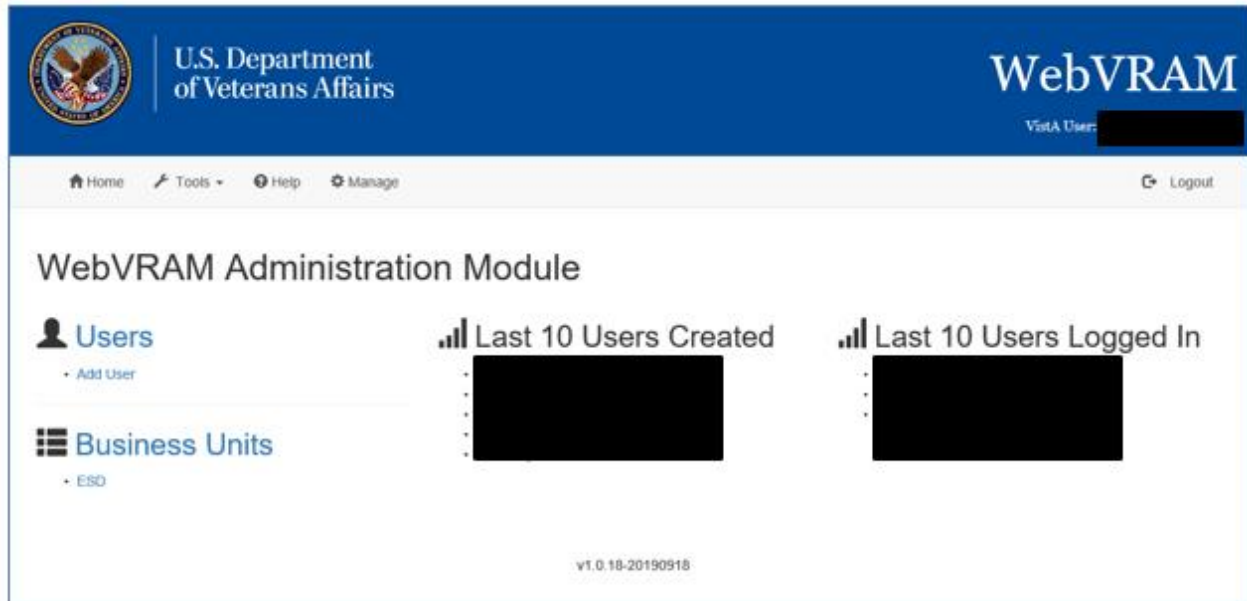 U.S. Department
of Veterans Affairs
WebVRAM
VistA User:
Home Tools Help Manage Logout
WebVRAM Administration Module
Users
• Add User
Business Units
• ESD
Last 10 Users Created
Last 10 Users Logged In
v1.0.18-20190918